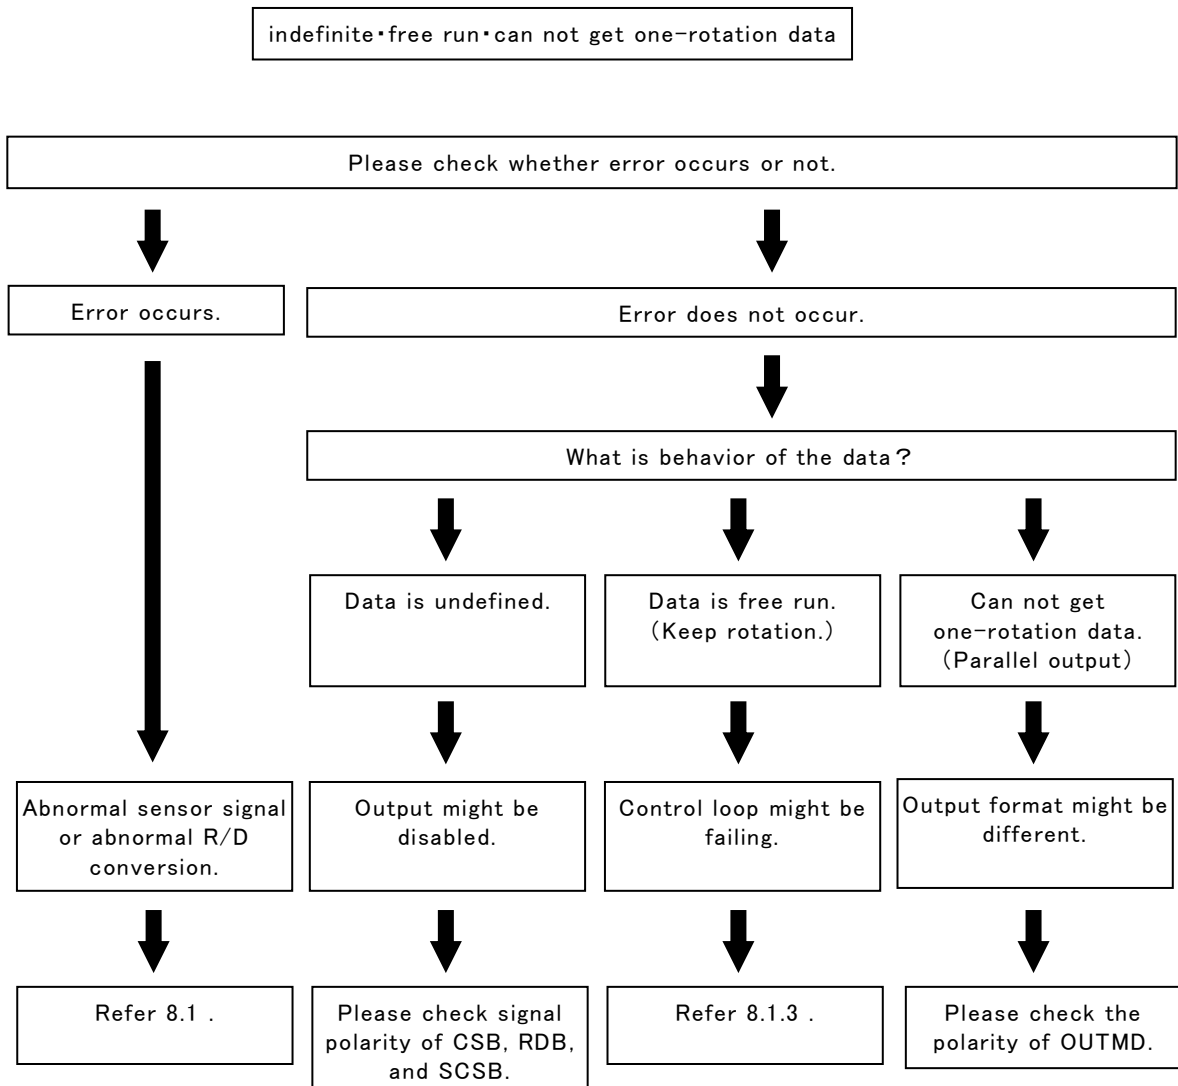 indefinite・free run・can not get one-rotation data
Please check whether error occurs or not.
Error occurs.
Error does not occur.
What is behavior of the data？
Data is undefined.
Data is free run.
（Keep rotation.）
Can not get
one-rotation data.
（Parallel output）
Abnormal sensor signal
or abnormal R/D
conversion.
Output might be
disabled.
Control loop might be
failing.
Output format might be
different.
Refer 8.1 .
Please check signal
polarity of CSB, RDB,
and SCSB.
Refer 8.1.3 .
Please check the
polarity of OUTMD.